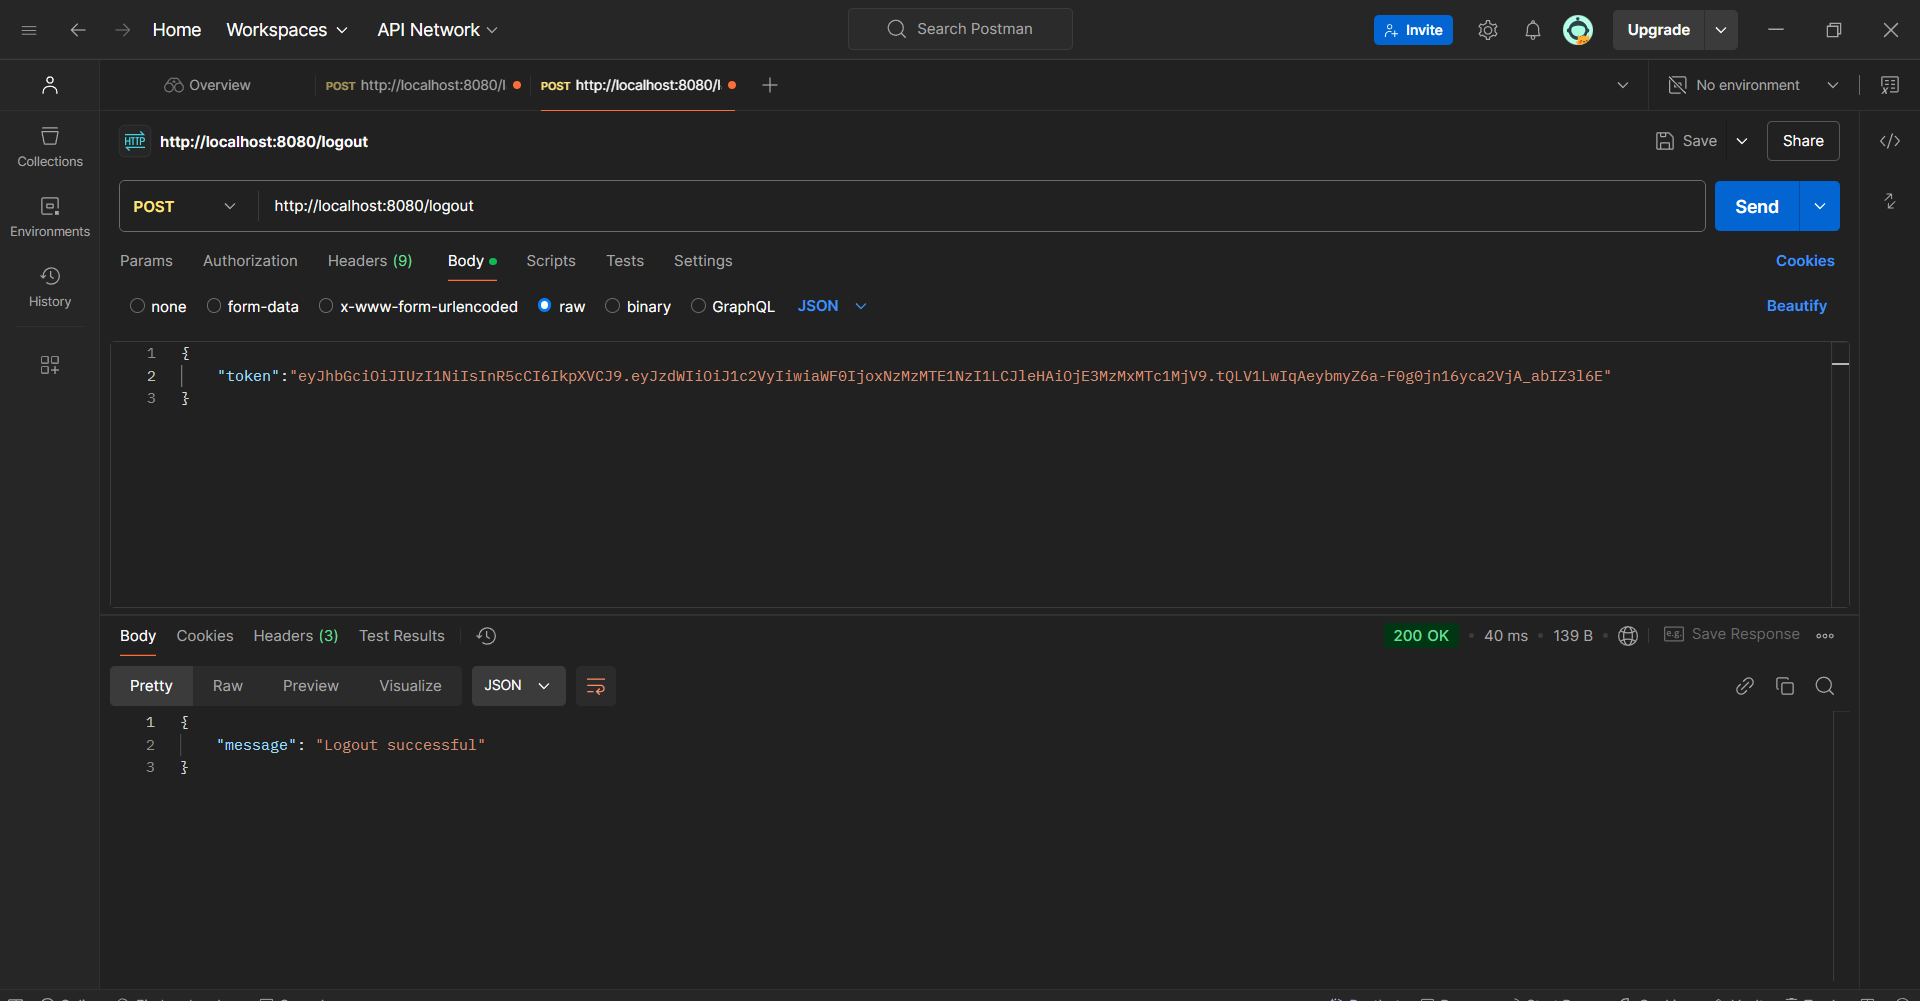 Home Workspaces API Network Search Postman Invite Upgrade
Overview POST http://localhost:8080/l POST http://localhost:8080/l No environment
HTTP http://localhost:8080/logout Save Share
Collections
POST http://localhost:8080/logout Send
Environments
Params Authorization Headers (9) Body Scripts Tests Settings Cookies
History
none form-data x-www-form-urlencoded raw binary GraphQL JSON Beautify
1 {
2 "token":"eyJhbGciOiJIUzI1NiIsInR5cCI6IkpXVCJ9.eyJzdWIiOiJ1c2VyIiwiaWF0IjoxNzMzMTE1NzI1LCJleHAiOjE3MzMxMTc1MjV9.tQLV1LwIqAeybmyZ6a-F0g0jn16yca2VjA_abIZ3l6E"
3 }
Body Cookies Headers (3) Test Results 200 OK 40 ms 139 B e.g. Save Response
Pretty Raw Preview Visualize JSON
1 {
2 "message": "Logout successful"
3 }